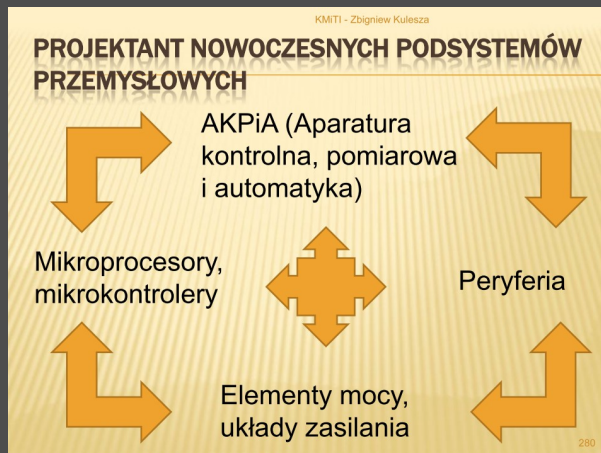 KMiTI - Zbigniew Kulesza
PROJEKTANT NOWOCZESNYCH PODSYSTEMÓW
PRZEMYSŁOWYCH
AKPiA (Aparatura
kontrolna, pomiarowa
i automatyka)
Mikroprocesory,
mikrokontrolery
Peryferia
Elementy mocy,
układy zasilania
280